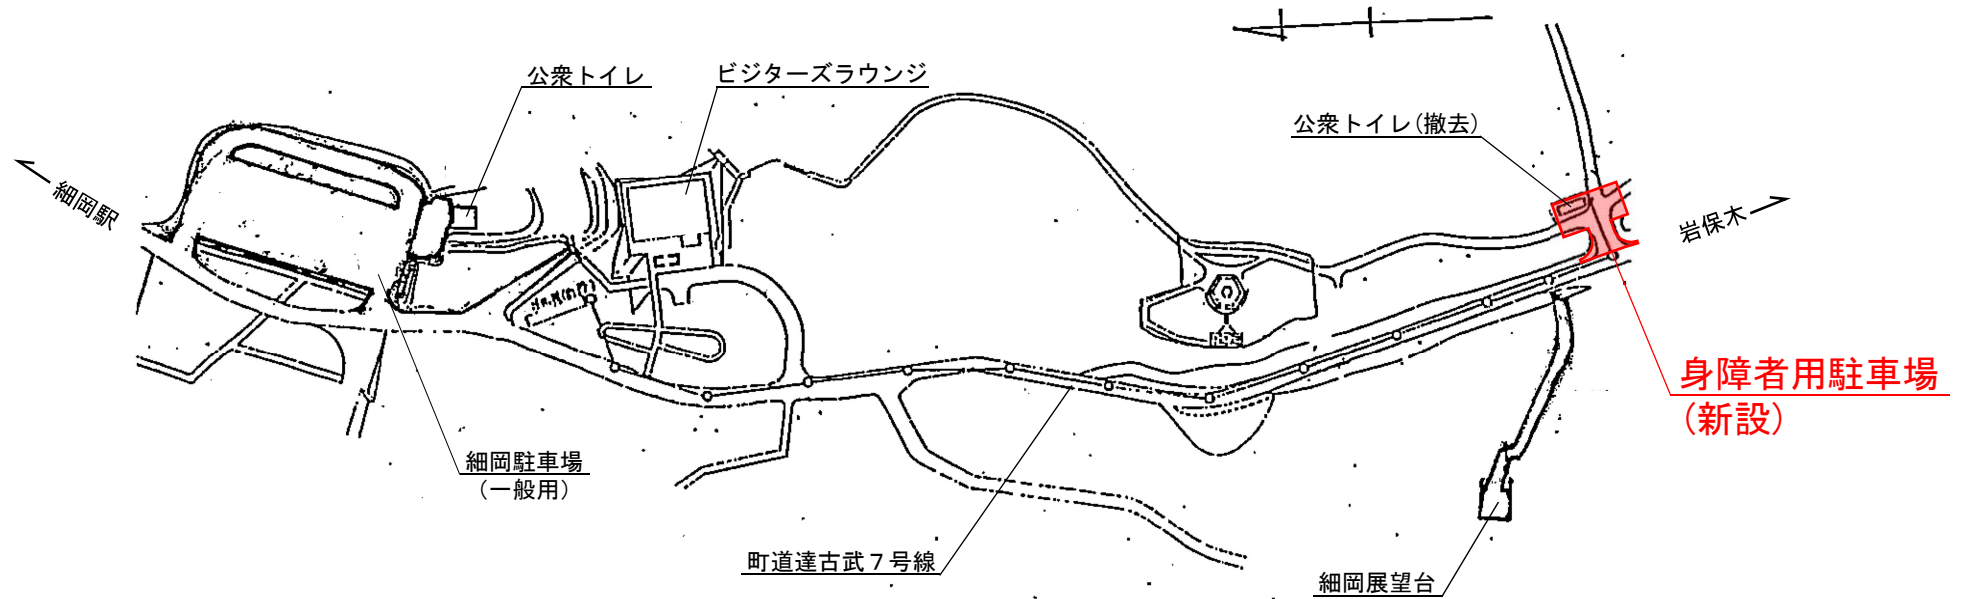 公衆トイレ
ビジターズラウンジ
公衆トイレ(撤去)
細岡駅
岩保木
身障者用駐車場
(新設)
細岡駐車場
(一般用)
町道達古武7号線
細岡展望台